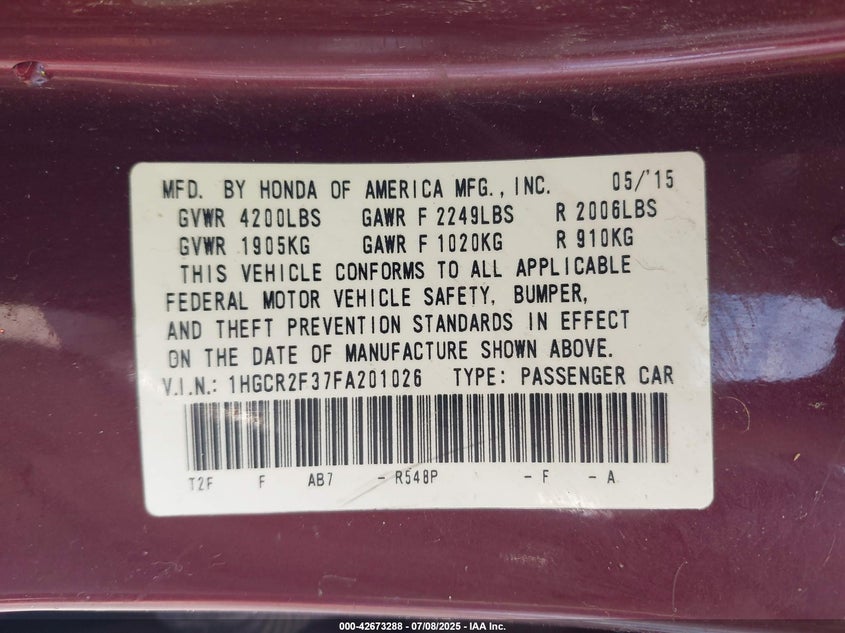 MFD. BY HONDA OF AMERICA MFG., INC. 05/'15
GVWR 4200LBS GAWR F 2249LBS R 2006LBS
GVWR 1905KG GAWR F 1020KG R 910KG
THIS VEHICLE CONFORMS TO ALL APPLICABLE
FEDERAL MOTOR VEHICLE SAFETY, BUMPER,
AND THEFT PREVENTION STANDARDS IN EFFECT
ON THE DATE OF MANUFACTURE SHOWN ABOVE.
V.I.N.: 1HGCR2F37FA201026 TYPE: PASSENGER CAR
T2F F AB7 - R548P - F - A
000-42673288 - 07/08/2025 - IAA Inc.